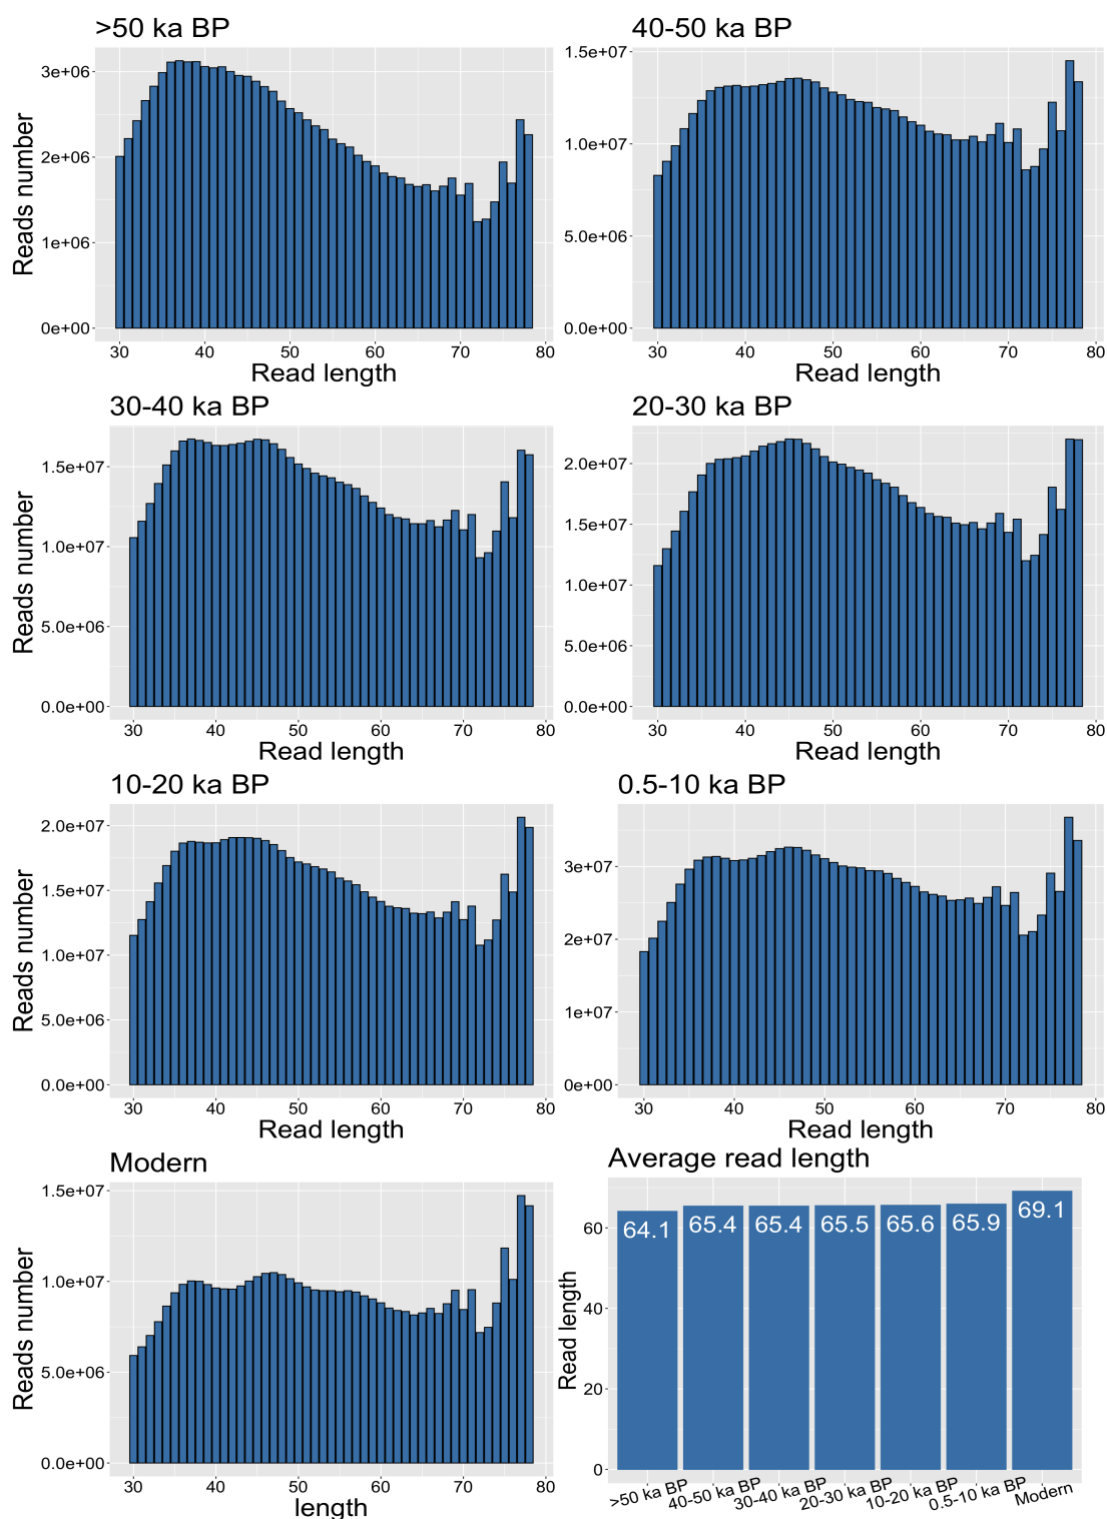 >50 ka BP
Reads number
3e+06
2e+06
1e+06
0e+00
30 40 50 60 70 80
Read length
40-50 ka BP
1.5e+07
1.0e+07
5.0e+06
0.0e+00
30 40 50 60 70 80
Read length
30-40 ka BP
Reads number
1.5e+07
1.0e+07
5.0e+06
0.0e+00
30 40 50 60 70 80
Read length
20-30 ka BP
2.0e+07
1.5e+07
1.0e+07
5.0e+06
0.0e+00
30 40 50 60 70 80
Read length
10-20 ka BP
Reads number
2.0e+07
1.5e+07
1.0e+07
5.0e+06
0.0e+00
30 40 50 60 70 80
Read length
0.5-10 ka BP
3e+07
2e+07
1e+07
0e+00
30 40 50 60 70 80
Read length
Modern
Reads number
1.5e+07
1.0e+07
5.0e+06
0.0e+00
30 40 50 60 70 80
length
Average read length
Read length
60
40
20
0
64.1 65.4 65.4 65.5 65.6 65.9 69.1
>50 ka BP 40-50 ka BP 30-40 ka BP 20-30 ka BP 10-20 ka BP 0.5-10 ka BP Modern